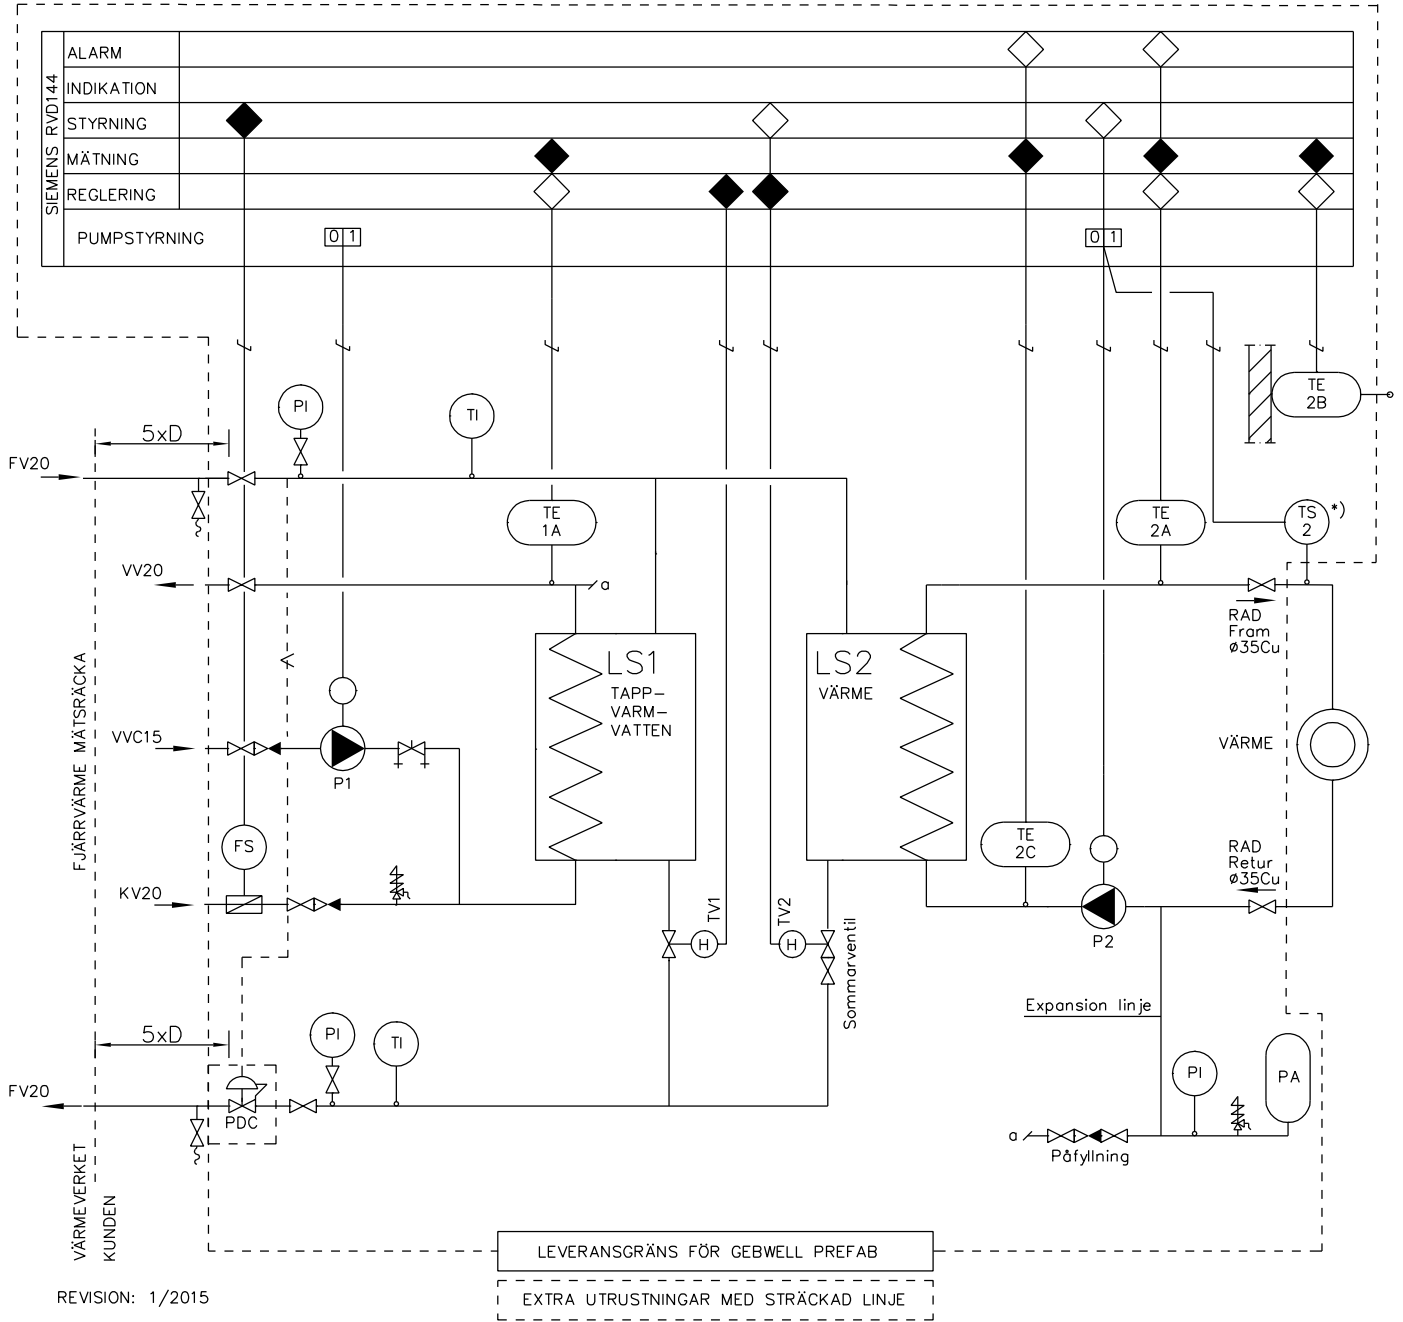 SIEMENS RVD144
ALARM
INDIKATION
STYRNING
MÄTNING
REGLERING
PUMPSTYRNING
0 1
0 1
5xD
PI
TI
TE
2B
FV20
TE
1A
TE
2A
TS
2
*)
VV20
a
RAD
Fram
ø35Cu
FJÄRRVÄRME MÄTSRÄCKA
LS1
TAPP-
VARM-
VATTEN
LS2
VÄRME
VVC15
P1
VÄRME
FS
TE
2C
RAD
Retur
ø35Cu
KV20
TV1
H
TV2
H
P2
Sommarventil
Expansion linje
5xD
PI
TI
PI
PA
FV20
PDC
a
Påfyllning
VÄRMEVERKET
KUNDEN
LEVERANSGRÄNS FÖR GEBWELL PREFAB
REVISION: 1/2015
EXTRA UTRUSTNINGAR MED STRÄCKAD LINJE